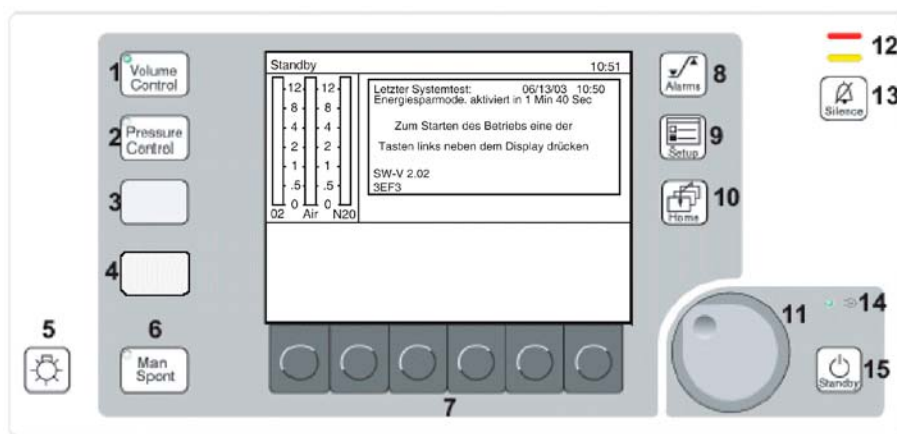 1 Volume Control
2 Pressure Control
3
4
5
6
Man Spont
Standby 10:51
12 12
8 8
4 4
2 2
1 1
.5 .5
0 0
02 Air N20
Letzter Systemtest: 06/13/03 10:50
Energiesparmode. aktiviert in 1 Min 40 Sec
Zum Starten des Betriebs eine der
Tasten links neben dem Display drücken
SW-V 2.02
3EF3
7
Alarms 8
Setup 9
Home 10
11
12
Silence 13
14
Standby 15